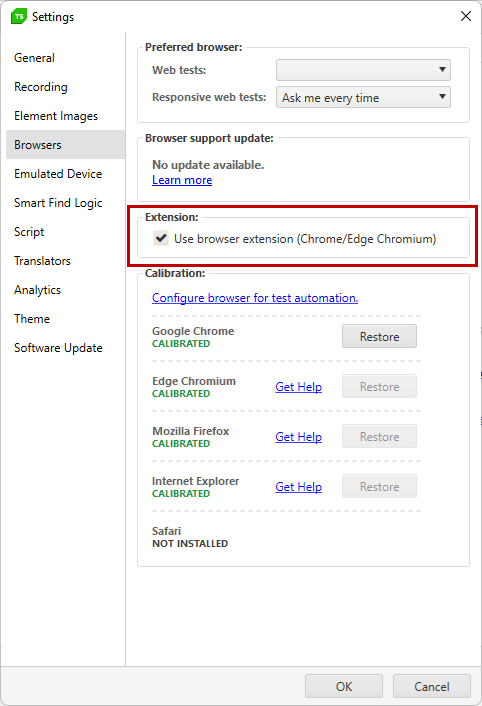 TS Settings
General
Recording
Element Images
Browsers
Emulated Device
Smart Find Logic
Script
Translators
Analytics
Theme
Software Update
Preferred browser:
Web tests:
Responsive web tests: Ask me every time
Browser support update:
No update available.
Learn more
Extension:
Use browser extension (Chrome/Edge Chromium)
Calibration:
Configure browser for test automation.
Google Chrome
CALIBRATED
Restore
Edge Chromium
CALIBRATED
Get Help Restore
Mozilla Firefox
CALIBRATED
Get Help Restore
Internet Explorer
CALIBRATED
Get Help Restore
Safari
NOT INSTALLED
OK Cancel